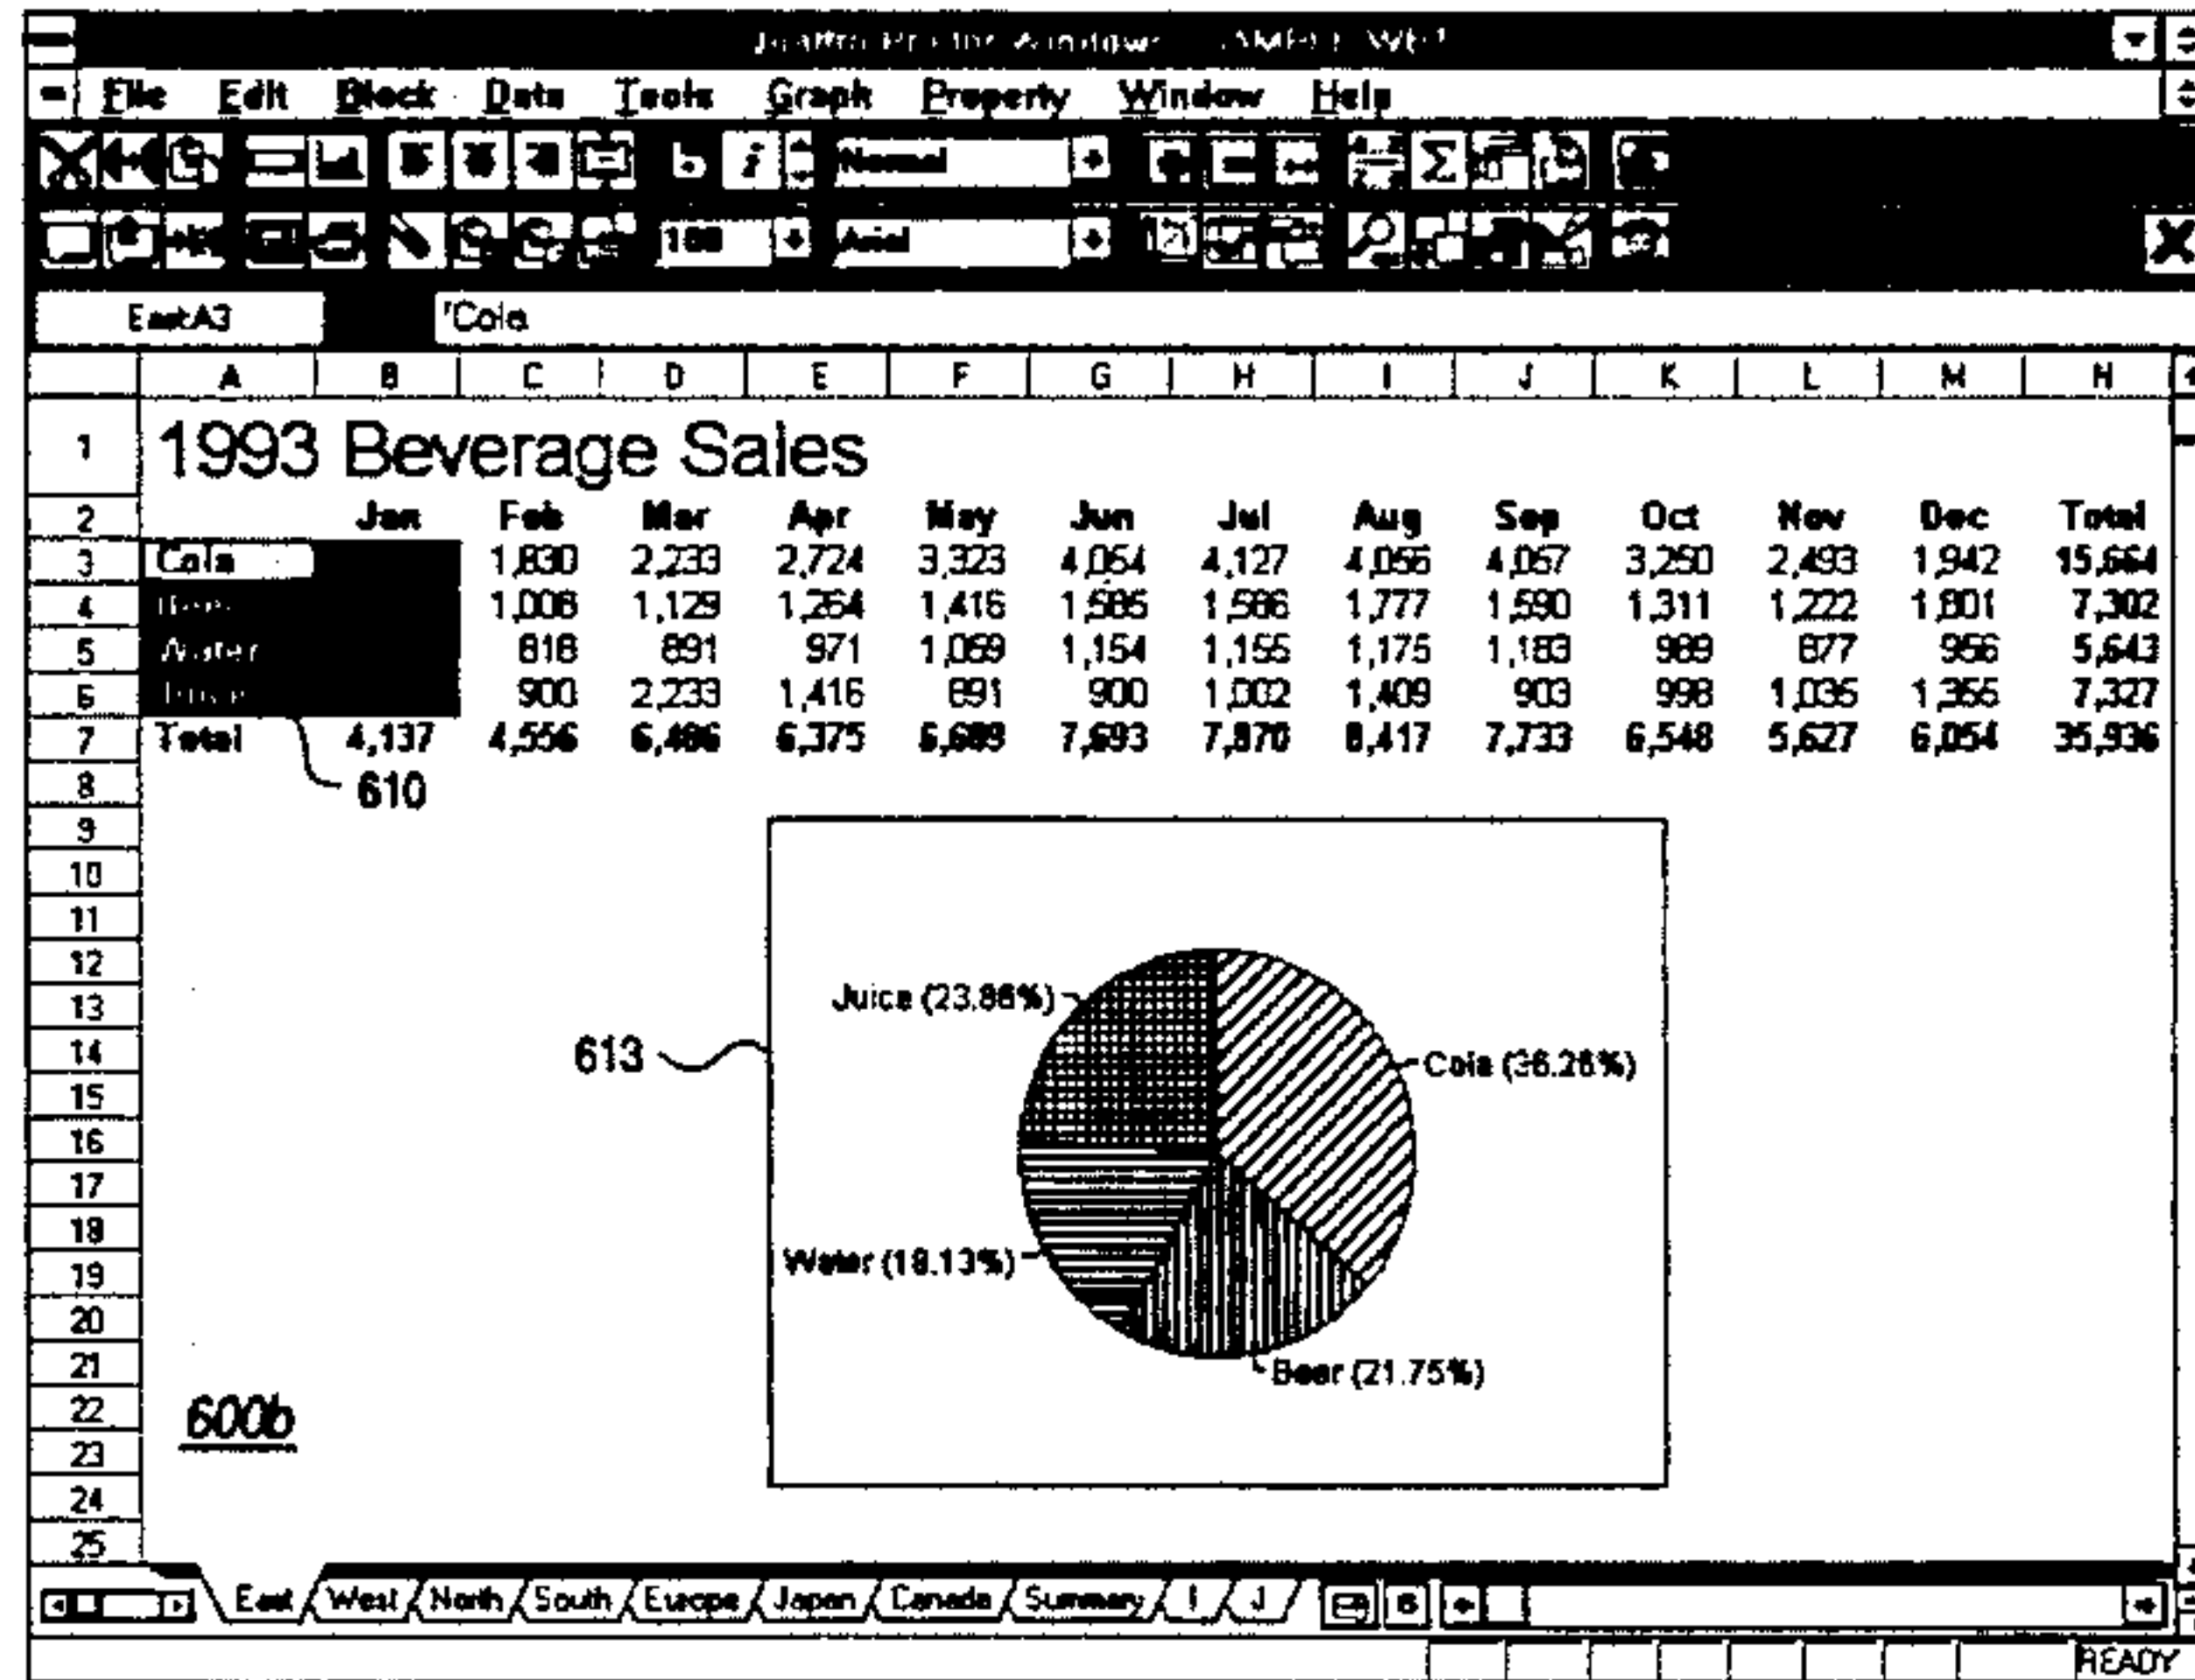 File Edit Block Data Tools Graph Property Window Help
b i Normal Σ
100 Arial
East:A3 'Cola
A B C D E F G H I J K L M N
1 1993 Beverage Sales
2 Jan Feb Mar Apr May Jun Jul Aug Sep Oct Nov Dec Total
3 Cola 1,830 2,233 2,724 3,323 4,054 4,127 4,056 4,057 3,250 2,493 1,942 15,664
4 1,008 1,129 1,264 1,416 1,585 1,586 1,777 1,590 1,311 1,222 1,801 7,302
5 Water 818 891 971 1,069 1,154 1,155 1,175 1,183 989 877 956 5,643
6 900 2,233 1,416 891 900 1,002 1,409 903 998 1,035 1,355 7,327
7 Total 4,137 4,556 6,486 6,375 7,693 7,870 8,417 7,733 6,548 5,627 6,054 35,936
8
610
9
10
11
12
13 Juice (23.86%)
14 613 Cola (36.26%)
15
16
17
18
19 Water (18.13%)
20
21 Beer (21.75%)
22 600b
23
24
25
East West North South Europe Japan Canada Summary I J
READY